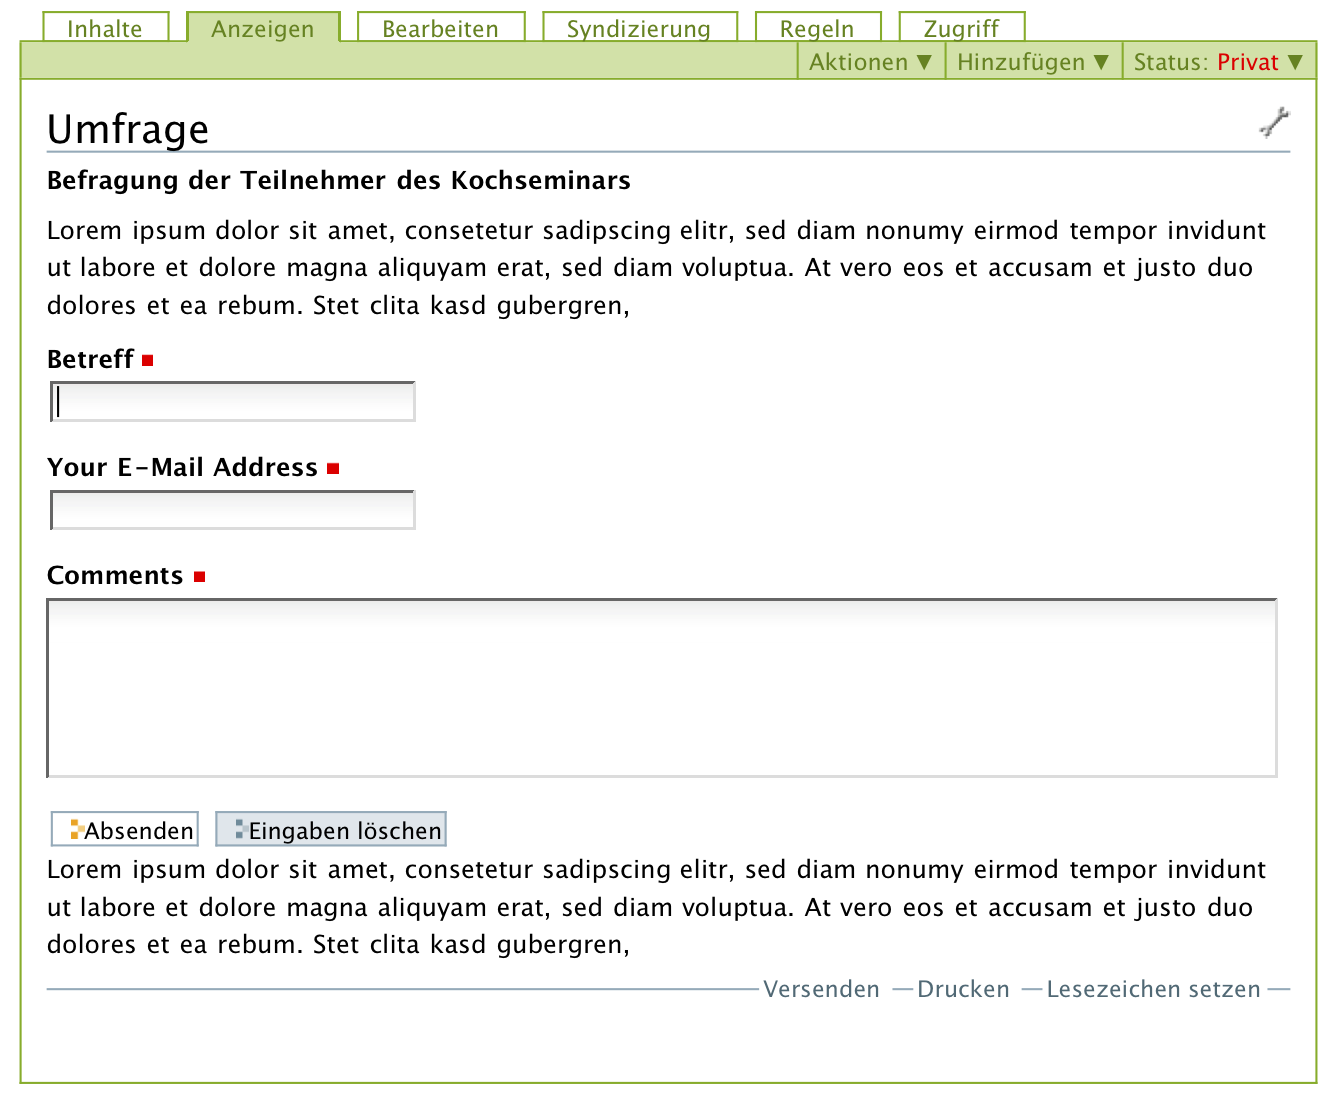 Inhalte Anzeigen Bearbeiten Syndizierung Regeln Zugriff
Aktionen ▼ Hinzufügen ▼ Status: Privat ▼
Umfrage
Befragung der Teilnehmer des Kochseminars
Lorem ipsum dolor sit amet, consetetur sadipscing elitr, sed diam nonumy eirmod tempor invidunt
ut labore et dolore magna aliquyam erat, sed diam voluptua. At vero eos et accusam et justo duo
dolores et ea rebum. Stet clita kasd gubergren,
Betreff
Your E-Mail Address
Comments
Absenden Eingaben löschen
Lorem ipsum dolor sit amet, consetetur sadipscing elitr, sed diam nonumy eirmod tempor invidunt
ut labore et dolore magna aliquyam erat, sed diam voluptua. At vero eos et accusam et justo duo
dolores et ea rebum. Stet clita kasd gubergren,
Versenden — Drucken — Lesezeichen setzen —